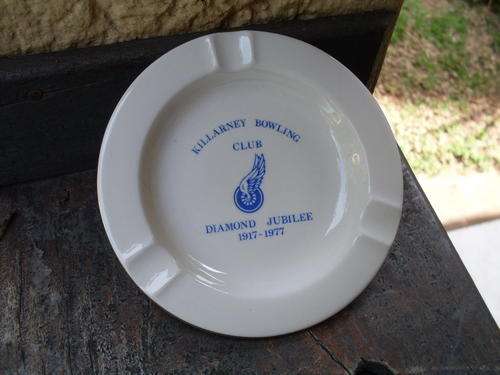 KILLARNEY BOWLING
CLUB
DIAMOND JUBILEE
1917-1977